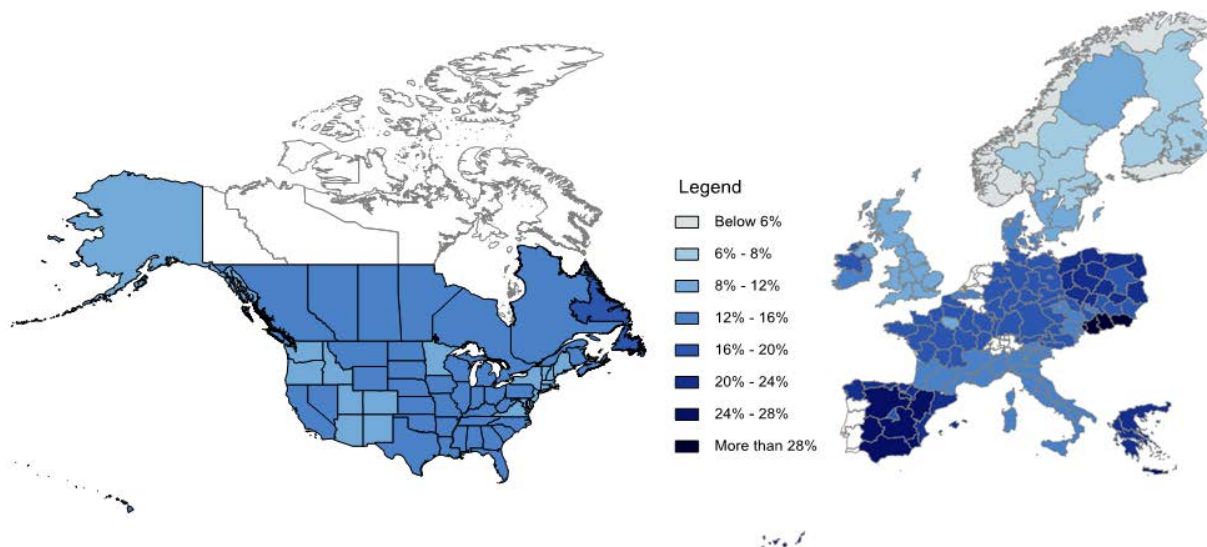 Legend
Below 6%
6% - 8%
8% - 12%
12% - 16%
16% - 20%
20% - 24%
24% - 28%
More than 28%